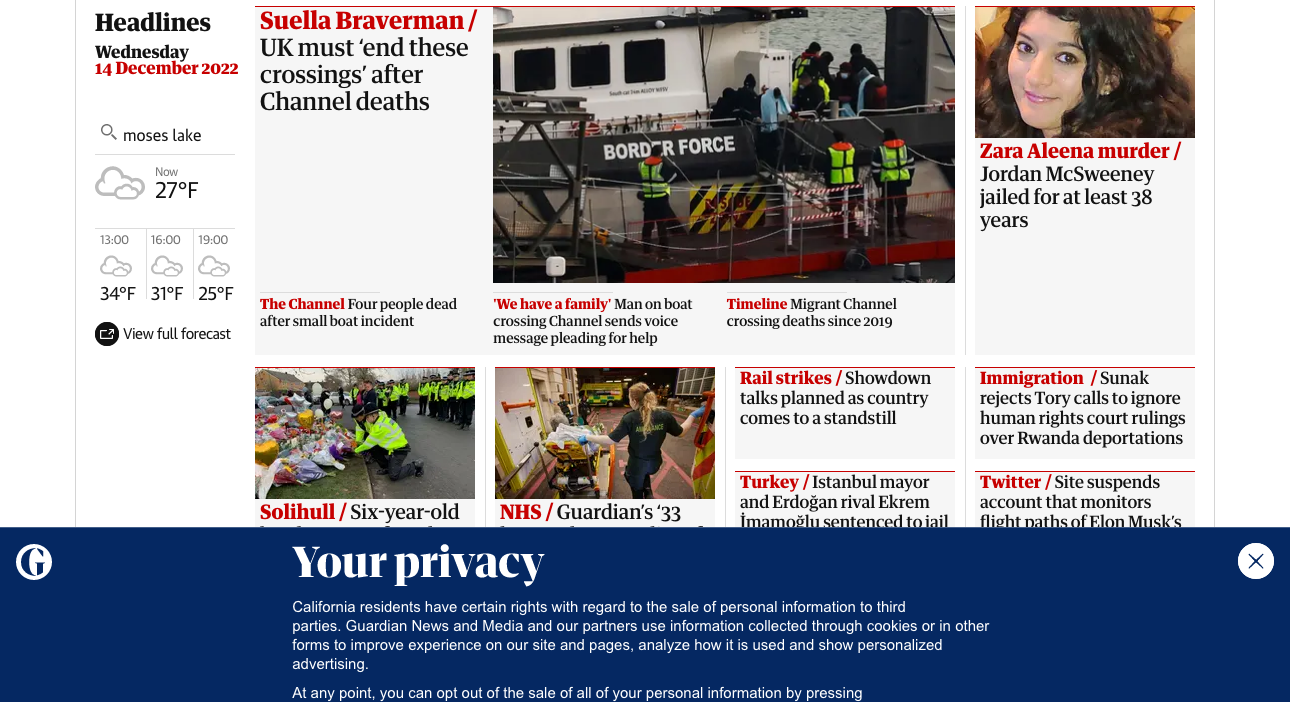 Headlines
Wednesday
14 December 2022
moses lake
Now
27°F
13:00
16:00
19:00
34°F
31°F
25°F
View full forecast
Suella Braverman /
UK must ‘end these
crossings’ after
Channel deaths
BORDER FORCE
Zara Aleena murder /
Jordan McSweeney
jailed for at least 38
years
The Channel Four people dead
after small boat incident
'We have a family' Man on boat
crossing Channel sends voice
message pleading for help
Timeline Migrant Channel
crossing deaths since 2019
AMBULANCE
Solihull / Six-year-old
NHS / Guardian’s ‘33
Rail strikes / Showdown
talks planned as country
comes to a standstill
Immigration / Sunak
rejects Tory calls to ignore
human rights court rulings
over Rwanda deportations
Turkey / Istanbul mayor
and Erdoğan rival Ekrem
İmamoğlu sentenced to jail
Twitter / Site suspends
account that monitors
flight paths of Elon Musk’s
Your privacy
California residents have certain rights with regard to the sale of personal information to third
parties. Guardian News and Media and our partners use information collected through cookies or in other
forms to improve experience on our site and pages, analyze how it is used and show personalized
advertising.
At any point, you can opt out of the sale of all of your personal information by pressing